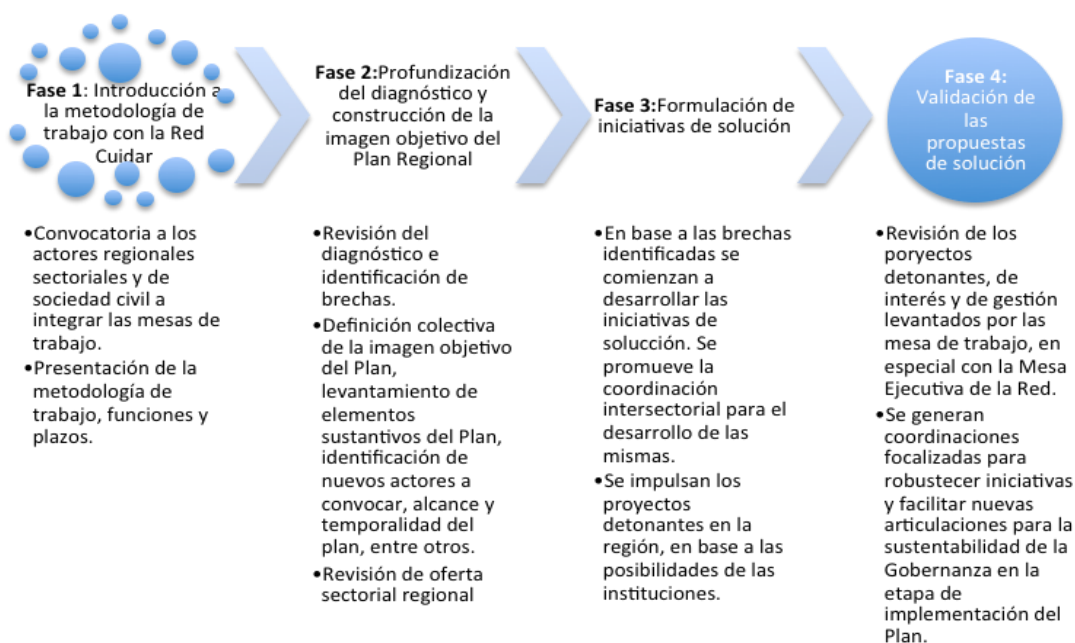 Fase 1: Introducción a
la metodología de
trabajo con la Red
Cuidar
Fase 2:Profundización
del diagnóstico y
construcción de la
imagen objetivo del
Plan Regional
Fase 3:Formulación de
iniciativas de solución
Fase 4:
Validación de
las
propuestas
de solución
•Convocatoria a los
actores regionales
sectoriales y de
sociedad civil a
integrar las mesas de
trabajo.
•Presentación de la
metodología de
trabajo, funciones y
plazos.
•Revisión del
diagnóstico e
identificación de
brechas.
•Definición colectiva
de la imagen objetivo
del Plan,
levantamiento de
elementos
sustantivos del Plan,
identificación de
nuevos actores a
convocar, alcance y
temporalidad del
plan, entre otros.
•Revisión de oferta
sectorial regional
•En base a las brechas
identificadas se
comienzan a
desarrollar las
iniciativas de
solucción. Se
promueve la
coordinación
intersectorial para el
desarrollo de las
mismas.
•Se impulsan los
proyectos
detonantes en la
región, en base a las
posibilidades de las
instituciones.
•Revisión de los
poryectos
detonantes, de
interés y de gestión
levantados por las
mesa de trabajo, en
especial con la Mesa
Ejecutiva de la Red.
•Se generan
coordinaciones
focalizadas para
robustecer iniciativas
y facilitar nuevas
articulaciones para la
sustentabilidad de la
Gobernanza en la
etapa de
implementación del
Plan.